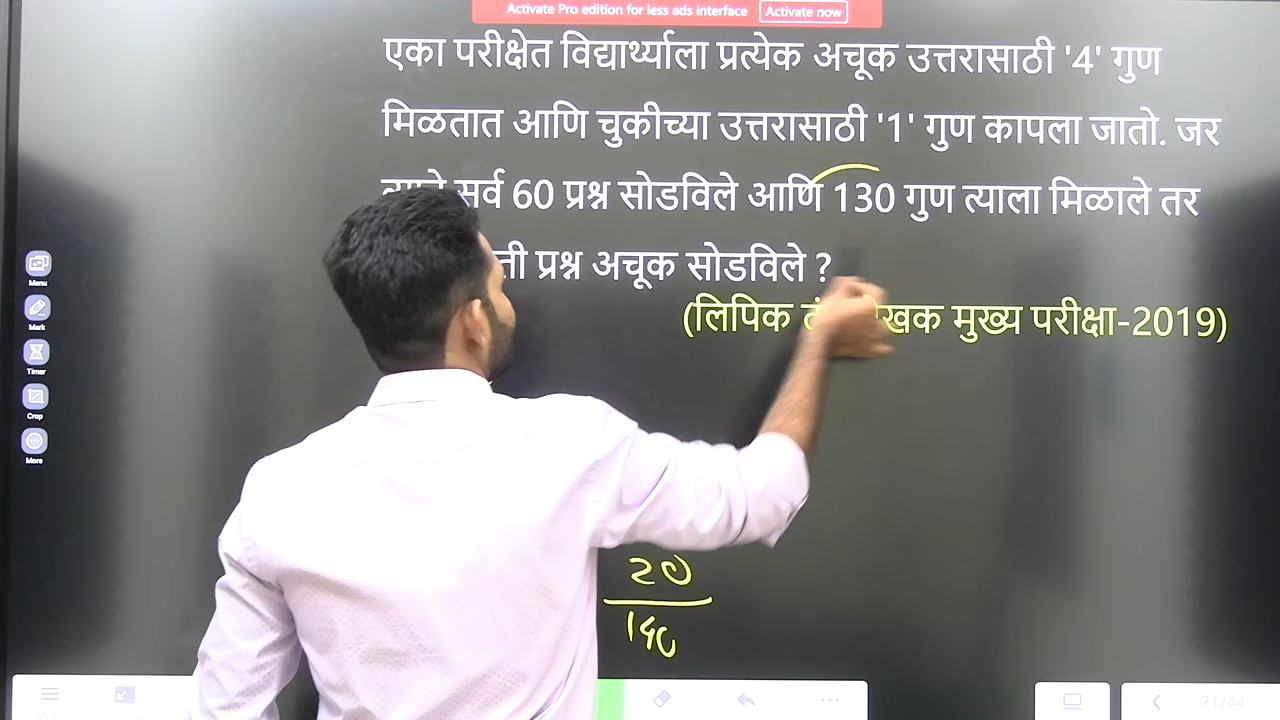 Activate Pro edition for less ads interface Activate now
एका परीक्षेत विद्यार्थ्याला प्रत्येक अचूक उत्तरासाठी '4' गुण
मिळतात आणि चुकीच्या उत्तरासाठी '1' गुण कापला जातो. जर
सर्व 60 प्रश्न सोडविले आणि 130 गुण त्याला मिळाले तर
ती प्रश्न अचूक सोडविले ?
(लिपिक मुख्य परीक्षा-2019)
Menu
Mark
Timer
Crop
More
20
21/44